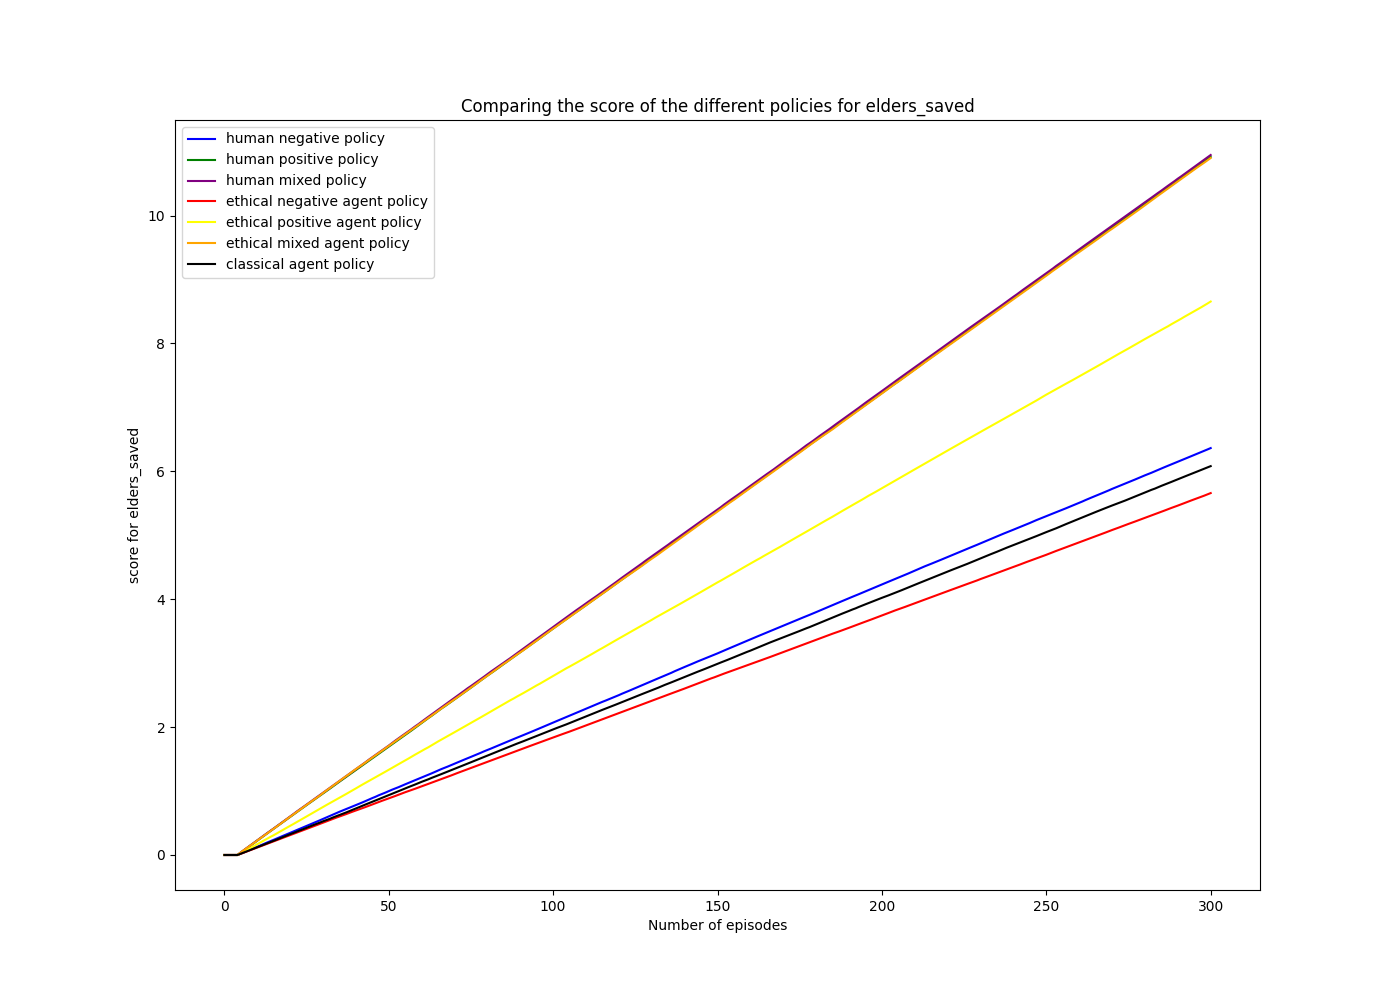 Comparing the score of the different policies for elders_saved
human negative policy
human positive policy
human mixed policy
ethical negative agent policy
ethical positive agent policy
ethical mixed agent policy
classical agent policy
score for elders_saved
10
8
6
4
2
0
0 50 100 150 200 250 300
Number of episodes